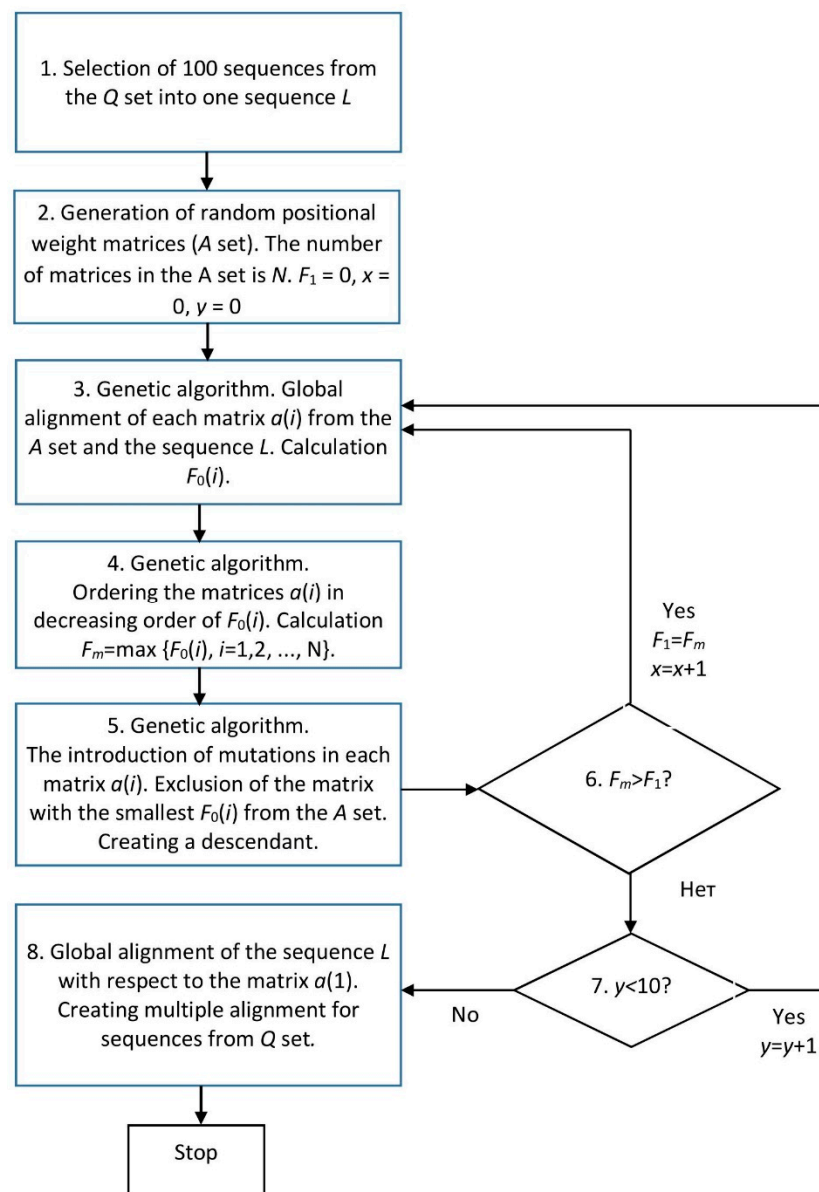 1. Selection of 100 sequences from
the Q set into one sequence L
2. Generation of random positional
weight matrices (A set). The number
of matrices in the A set is N. F₁ = 0, x =
0, y = 0
3. Genetic algorithm. Global
alignment of each matrix a(i) from the
A set and the sequence L. Calculation
F₀(i).
4. Genetic algorithm.
Ordering the matrices a(i) in
decreasing order of F₀(i). Calculation
Fₘ=max {F₀(i), i=1,2, ..., N}.
5. Genetic algorithm.
The introduction of mutations in each
matrix a(i). Exclusion of the matrix
with the smallest F₀(i) from the A set.
Creating a descendant.
Yes
F₁=Fₘ
x=x+1
6. Fₘ>F₁?
Нет
7. y<10?
No
Yes
y=y+1
8. Global alignment of the sequence L
with respect to the matrix a(1).
Creating multiple alignment for
sequences from Q set.
Stop